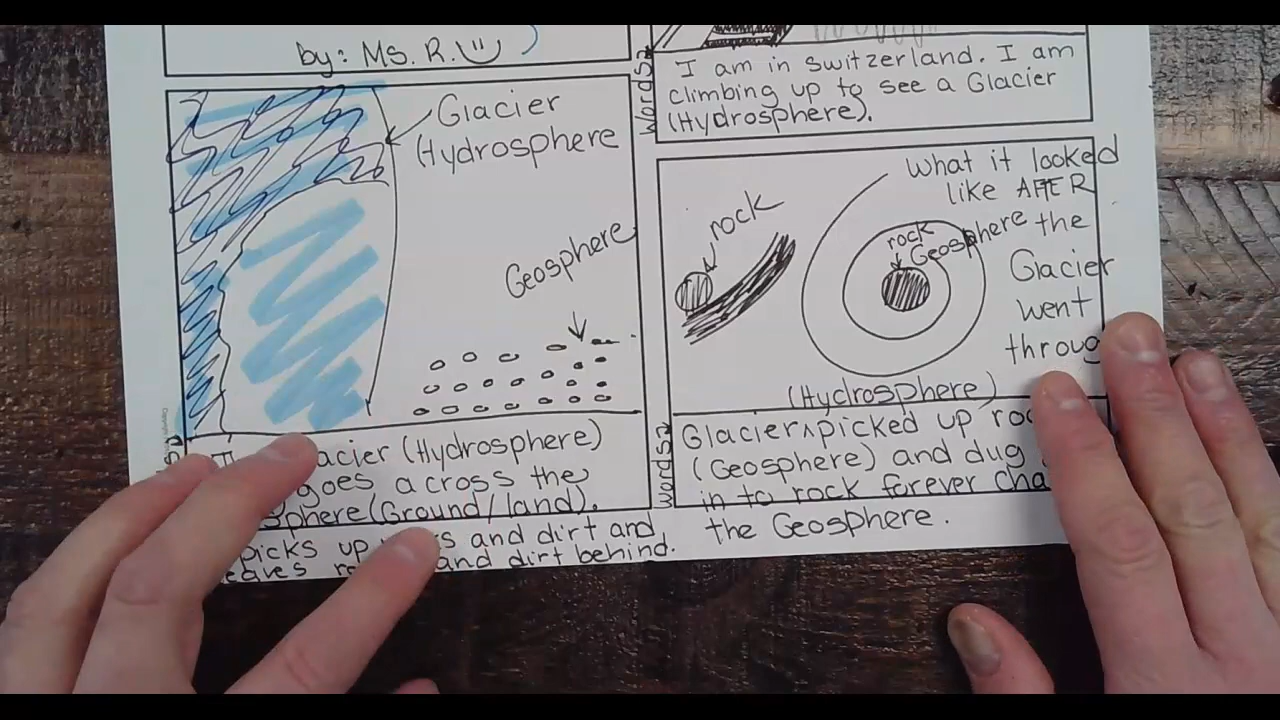 by: Ms. R.
Words
I am in Switzerland. I am
climbing up to see a Glacier
(Hydrosphere).
Glacier
(Hydrosphere
Geosphere
acier (Hydrosphere)
goes across the
sphere (Ground/land).
picks up and dirt and
and dirt behind.
rock
What it looked
like AFTER
the
Glacier
went
throug
rock
Geosphere
(Hydrosphere)
Words
Glacier^picked up
(Geosphere) and dug
in to rock forever
the Geosphere.